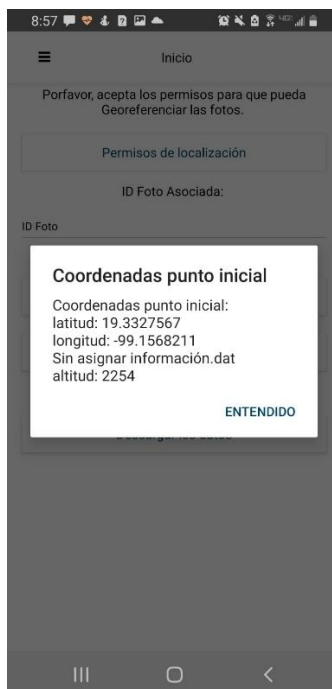 8:57
Inicio
Porfavor, acepta los permisos para que pueda
Georeferenciar las fotos.
Permisos de localización
ID Foto Asociada:
ID Foto
Coordenadas punto inicial
Coordenadas punto inicial:
latitud: 19.3327567
longitud: -99.1568211
Sin asignar información.dat
altitud: 2254
ENTENDIDO